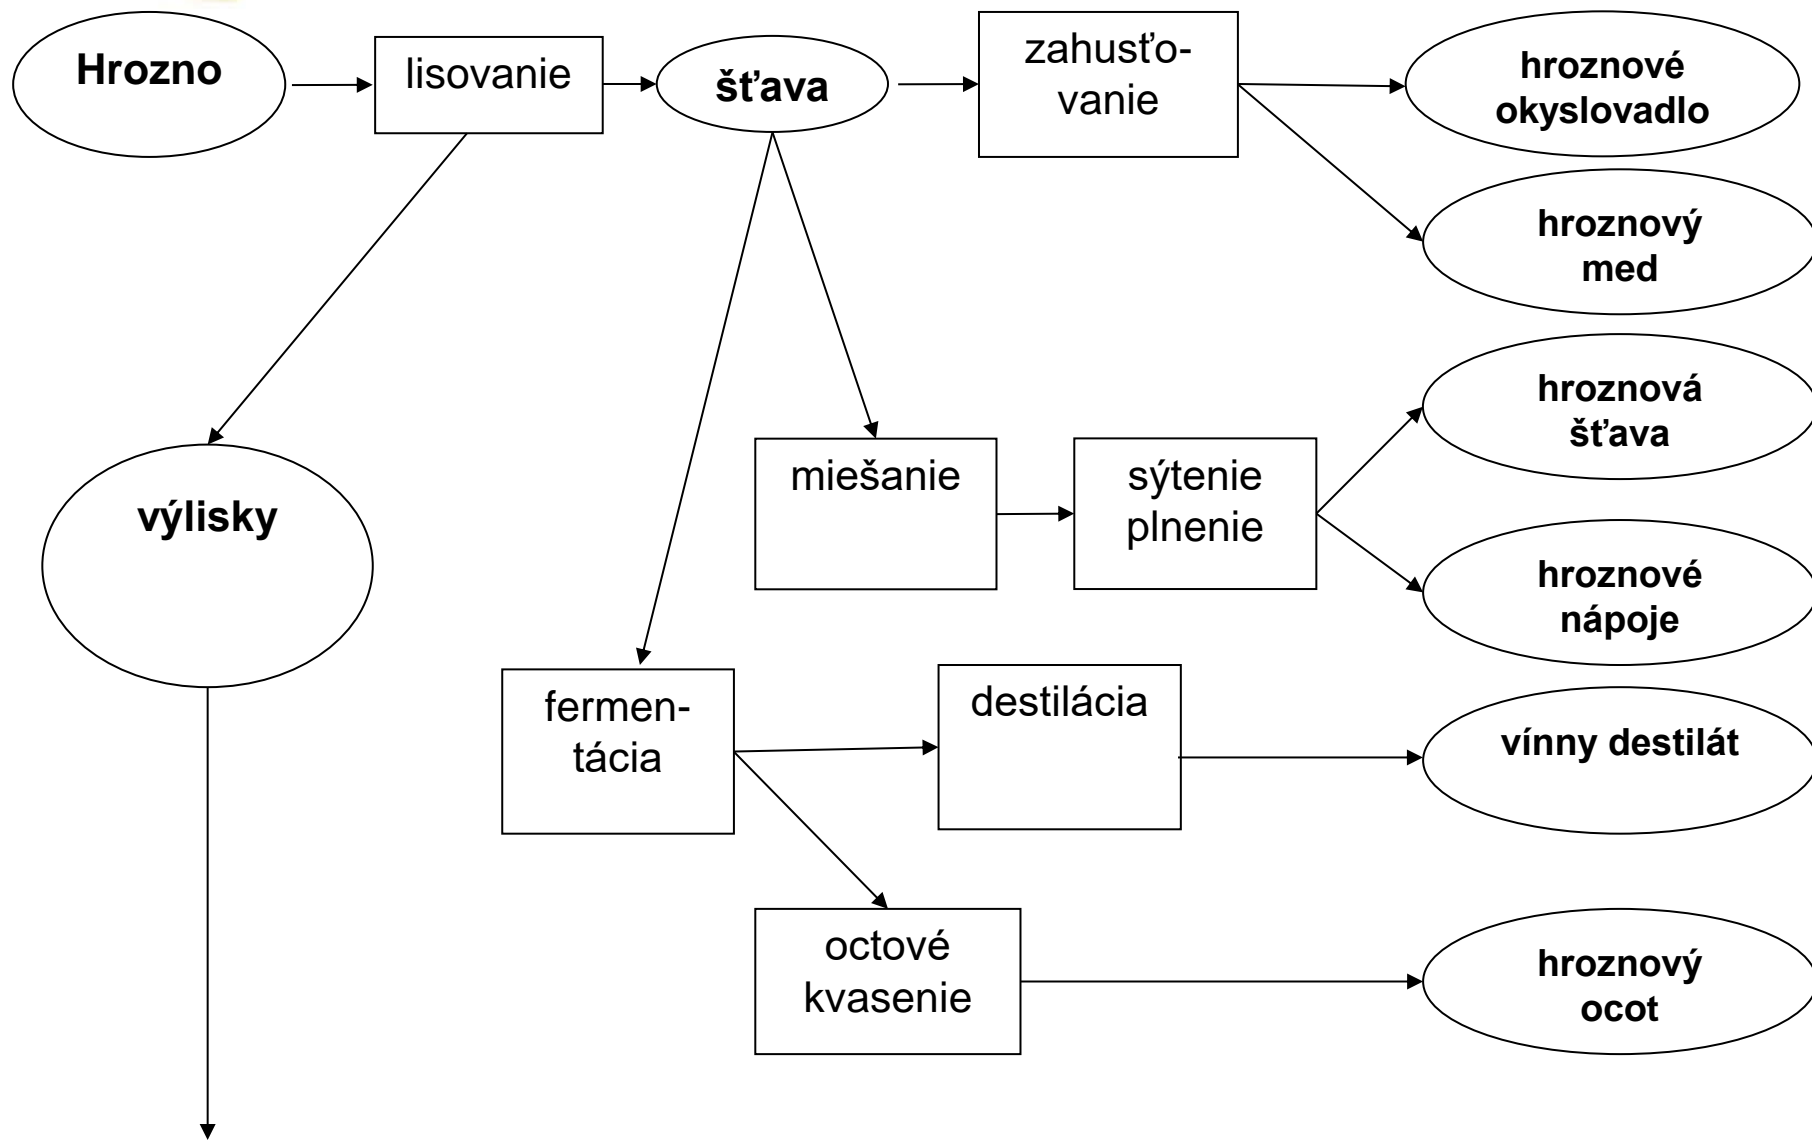 Hrozno
lisovanie
šťava
zahusťo-
vanie
hroznové
okyslovadlo
hroznový
med
hroznová
šťava
miešanie
sýtenie
plnenie
výlisky
hroznové
nápoje
fermen-
tácia
destilácia
vínny destilát
octové
kvasenie
hroznový
ocot